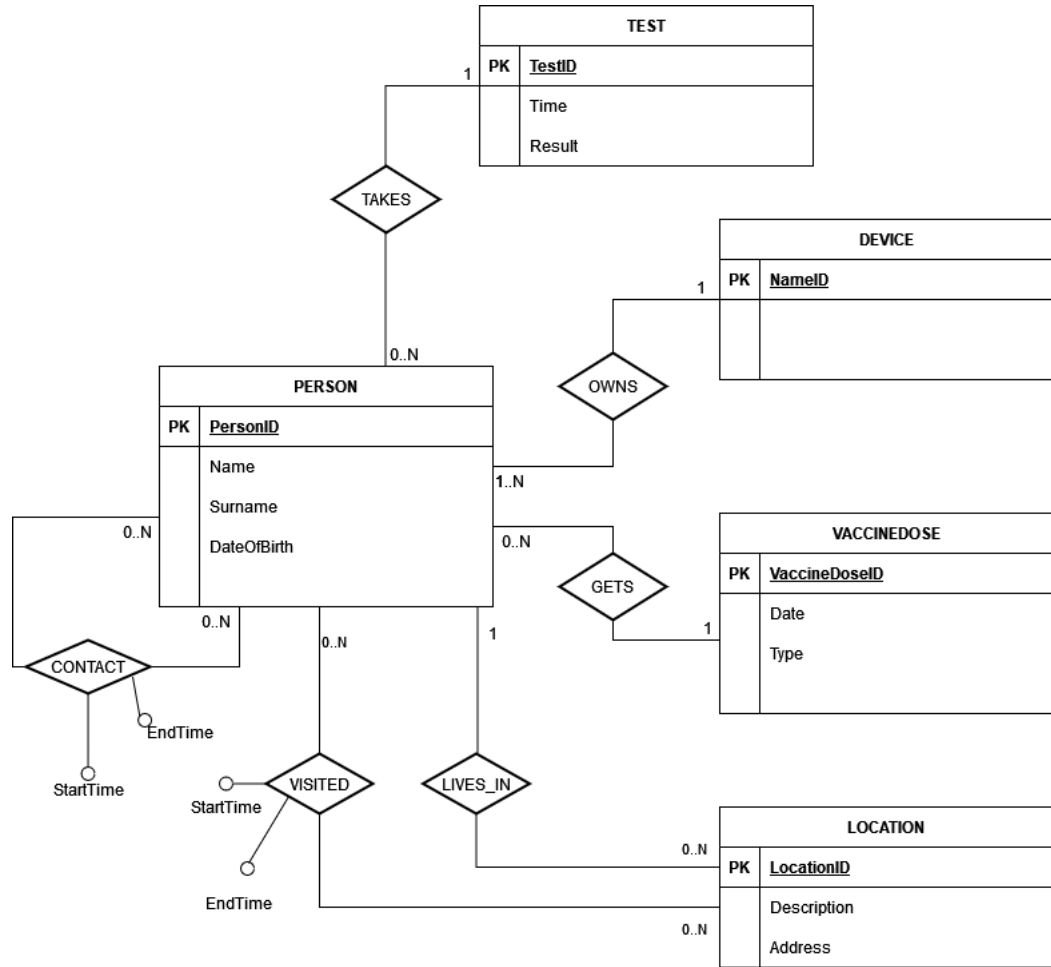 TEST
PK TestID
Time
Result
1
TAKES
0..N
DEVICE
PK NameID
1
OWNS
1..N
PERSON
PK PersonID
Name
Surname
DateOfBirth
0..N
0..N
CONTACT
EndTime
StartTime
VACCINEDOSE
PK VaccineDoseID
Date
Type
0..N
GETS
1
0..N
VISITED
StartTime
EndTime
1
LIVES_IN
0..N
0..N
LOCATION
PK LocationID
Description
Address